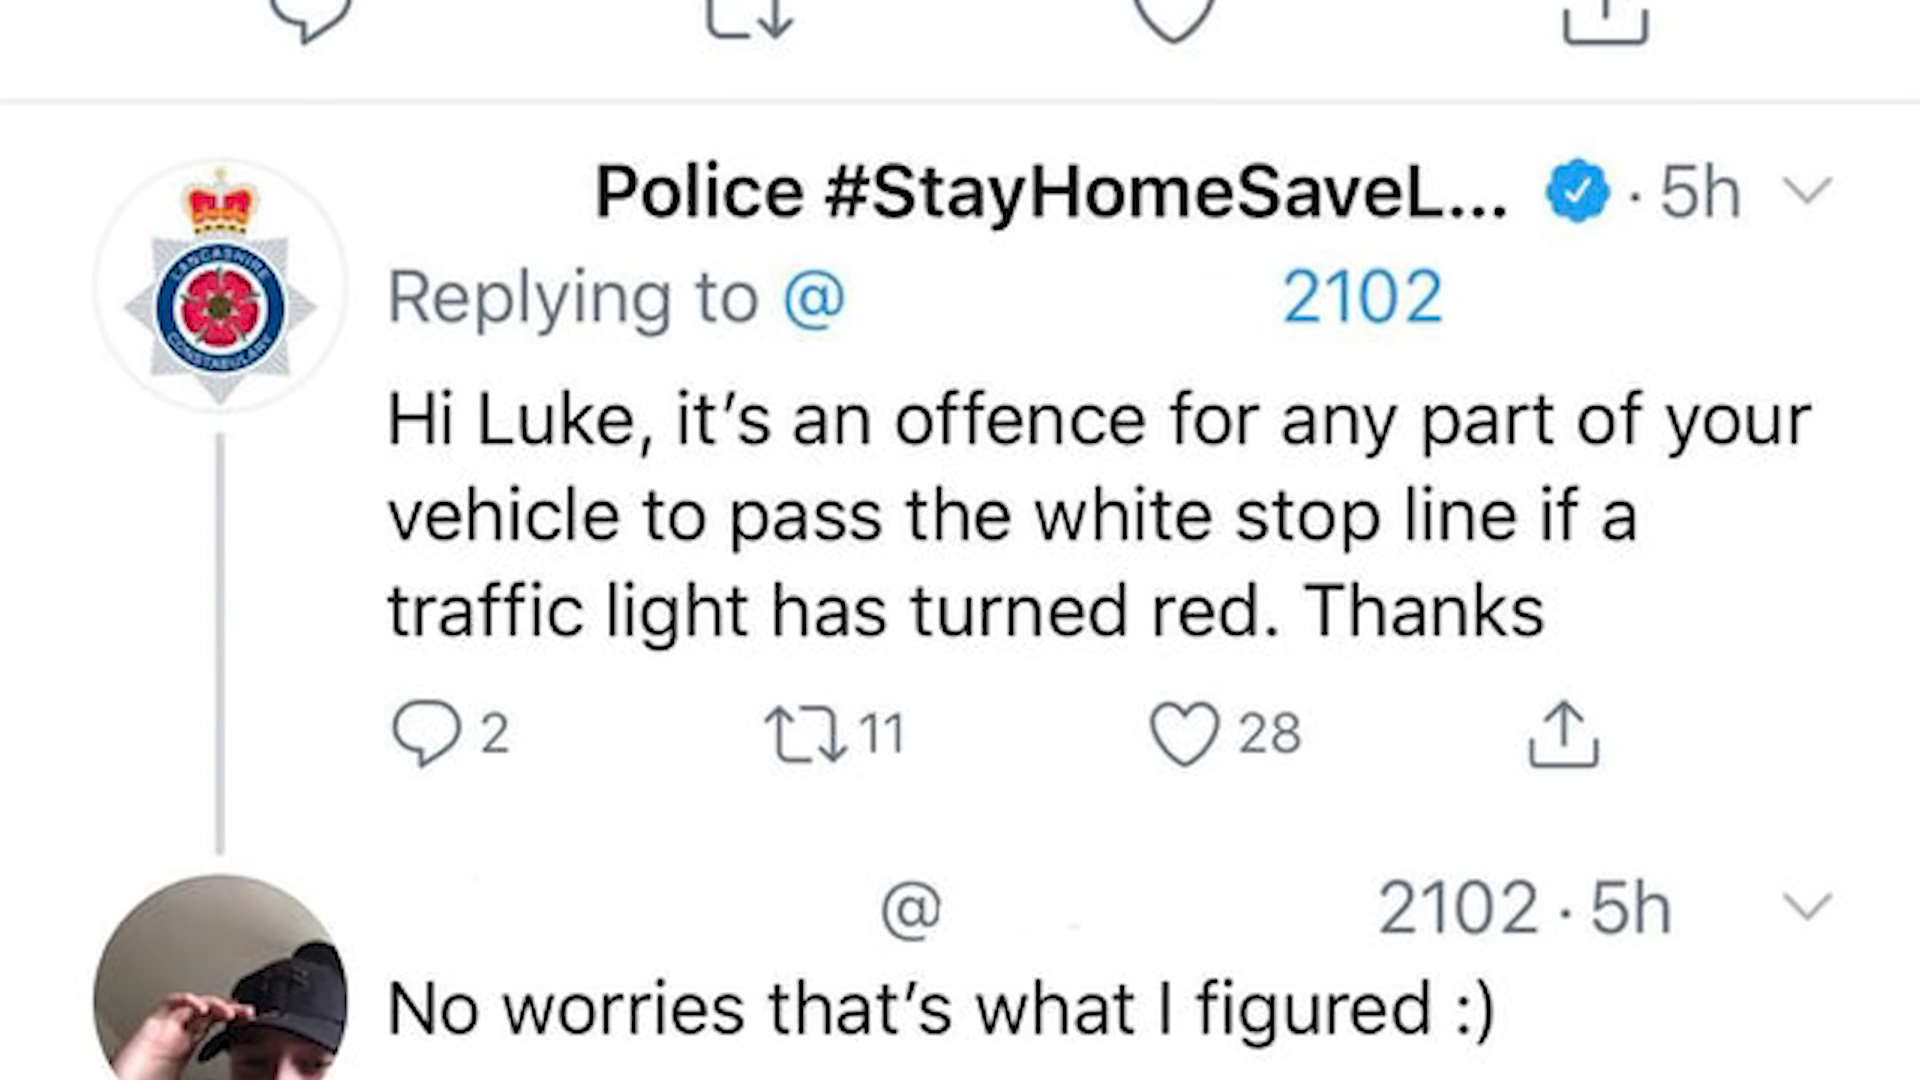 Police #StayHomeSaveL... · 5h
LANCASHIRE
CONSTABULARY
Replying to @ 2102
Hi Luke, it’s an offence for any part of your
vehicle to pass the white stop line if a
traffic light has turned red. Thanks
2 11 28
@ 2102 · 5h
No worries that’s what I figured :)